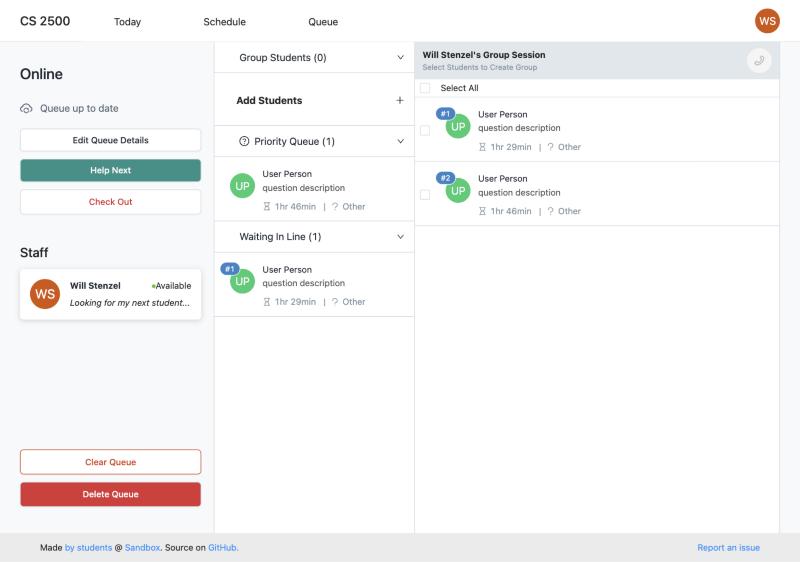 CS 2500 Today Schedule Queue WS
Online
Queue up to date
Edit Queue Details
Help Next
Check Out
Staff
WS
Will Stenzel Available
Looking for my next student...
Clear Queue
Delete Queue
Group Students (0)
Add Students
Priority Queue (1)
UP
User Person
question description
1hr 46min | Other
Waiting In Line (1)
#1
UP
User Person
question description
1hr 29min | Other
Will Stenzel's Group Session
Select Students to Create Group
Select All
#1
UP
User Person
question description
1hr 29min | ? Other
#2
UP
User Person
question description
1hr 46min | ? Other
Made by students @ Sandbox. Source on GitHub.
Report an issue